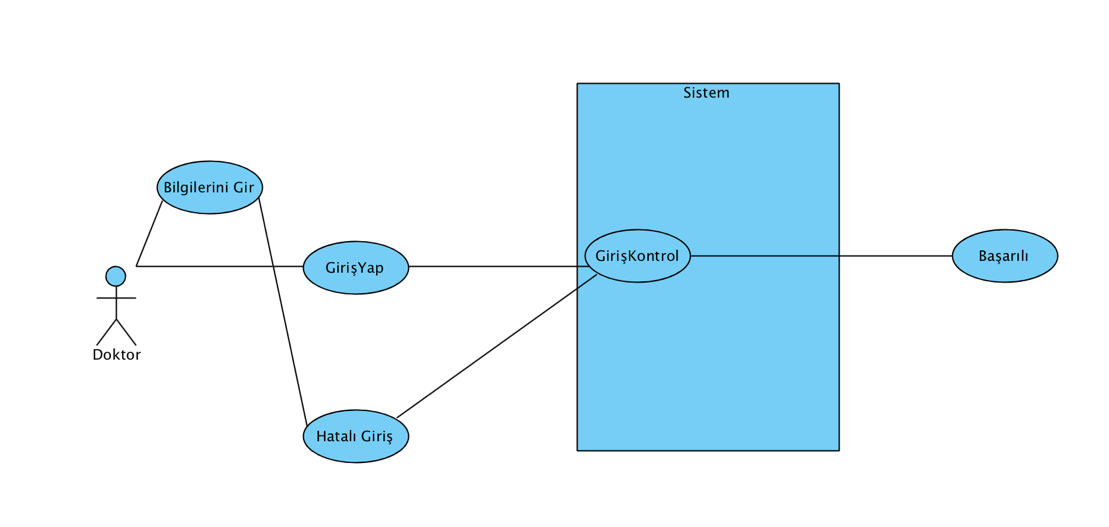 Sistem
Bilgilerini Gir
GirişYap
GirişKontrol
Başarılı
Doktor
Hatalı Giriş